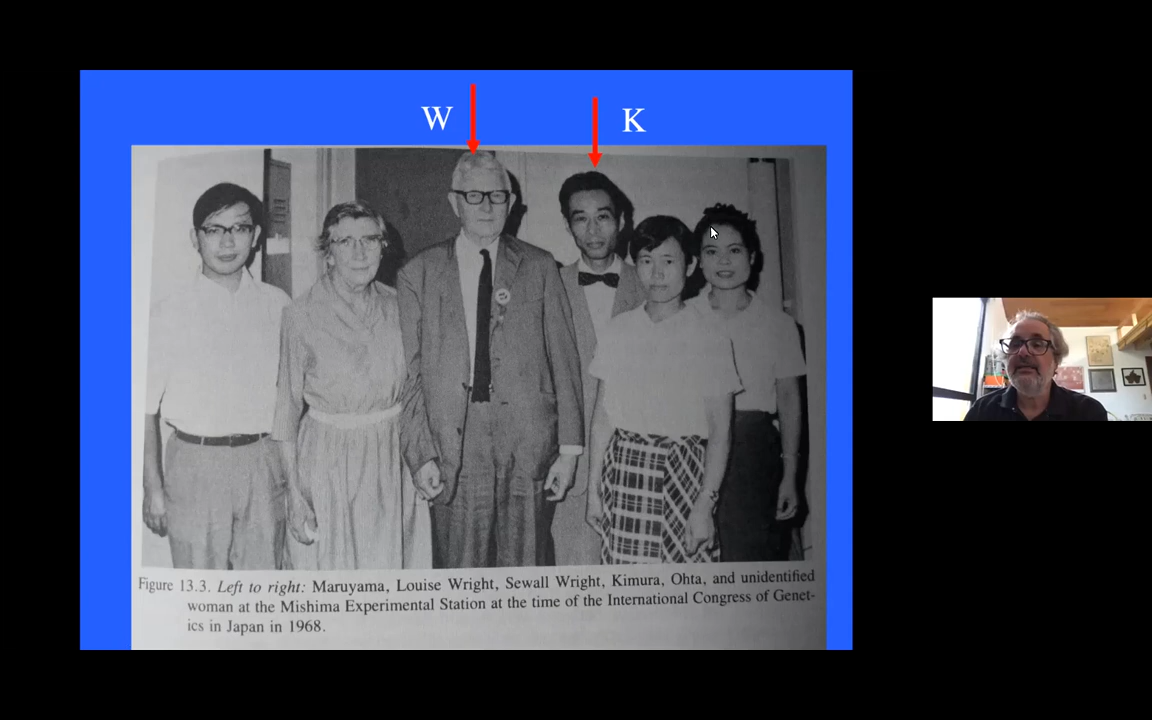 W
K
Figure 13.3. Left to right: Maruyama, Louise Wright, Sewall Wright, Kimura, Ohta, and unidentified
woman at the Mishima Experimental Station at the time of the International Congress of Genet-
ics in Japan in 1968.